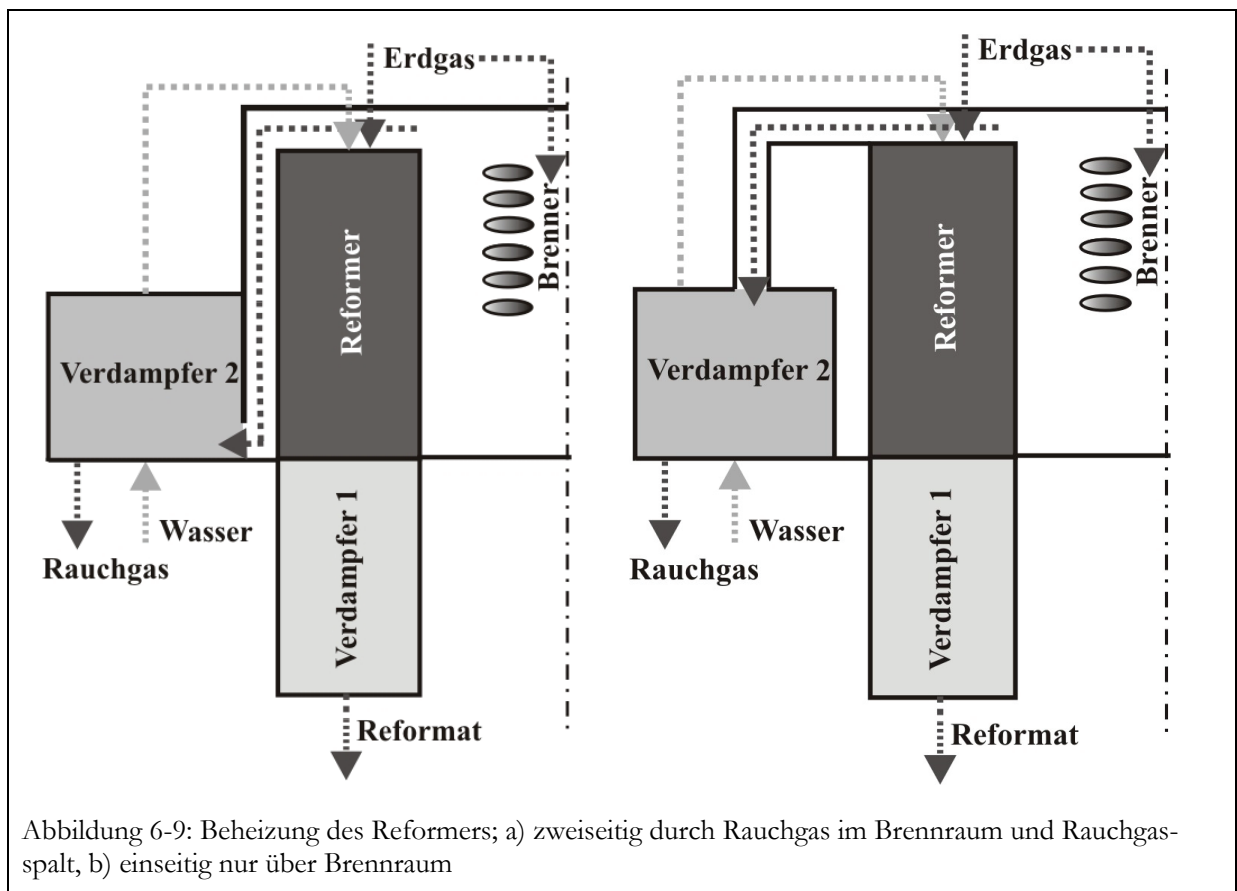 Erdgas
Brenner
Reformer
Verdampfer 2
Wasser
Rauchgas
Verdampfer 1
Reformat
Erdgas
Brenner
Reformer
Verdampfer 2
Wasser
Rauchgas
Verdampfer 1
Reformat
Abbildung 6-9: Beheizung des Reformers; a) zweiseitig durch Rauchgas im Brennraum und Rauchgas-
spalt, b) einseitig nur über Brennraum